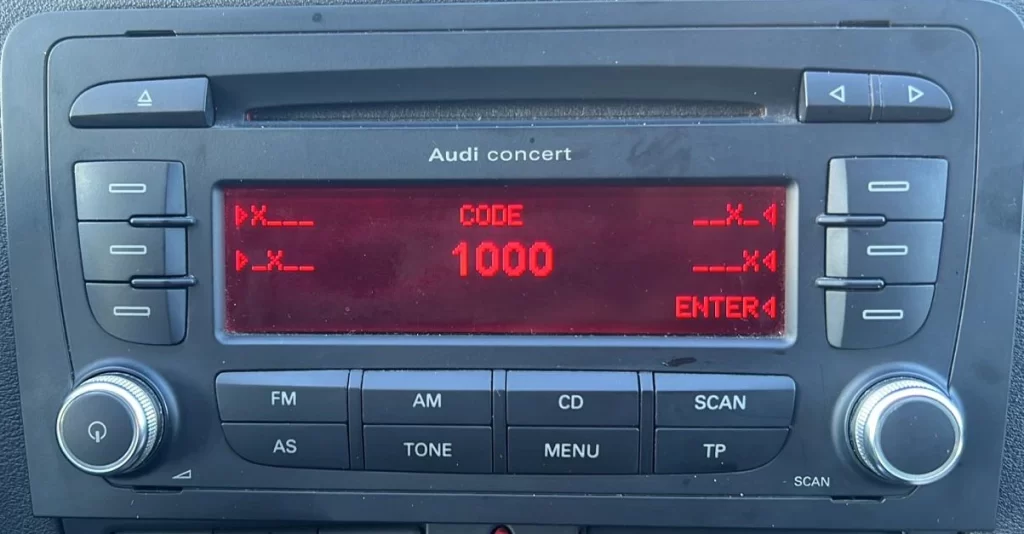 Audi concert
▷X___ CODE __X_◁
▷_X__ 1000 ___X◁
ENTER◁
FM AM CD SCAN
AS TONE MENU TP
SCAN